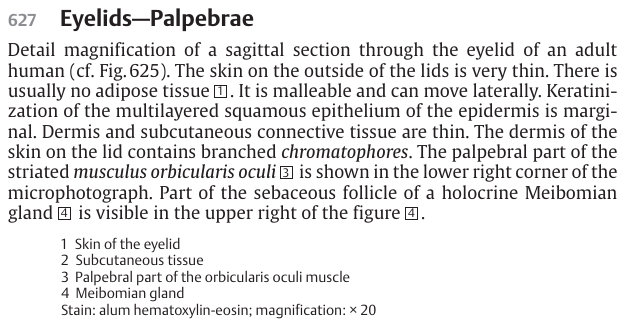 627 Eyelids—Palpebrae
Detail magnification of a sagittal section through the eyelid of an adult
human (cf. Fig. 625). The skin on the outside of the lids is very thin. There is
usually no adipose tissue 1. It is malleable and can move laterally. Keratini-
zation of the multilayered squamous epithelium of the epidermis is margi-
nal. Dermis and subcutaneous connective tissue are thin. The dermis of the
skin on the lid contains branched chromatophores. The palpebral part of the
striated musculus orbicularis oculi 3 is shown in the lower right corner of the
microphotograph. Part of the sebaceous follicle of a holocrine Meibomian
gland 4 is visible in the upper right of the figure 4.
1 Skin of the eyelid
2 Subcutaneous tissue
3 Palpebral part of the orbicularis oculi muscle
4 Meibomian gland
Stain: alum hematoxylin-eosin; magnification: × 20